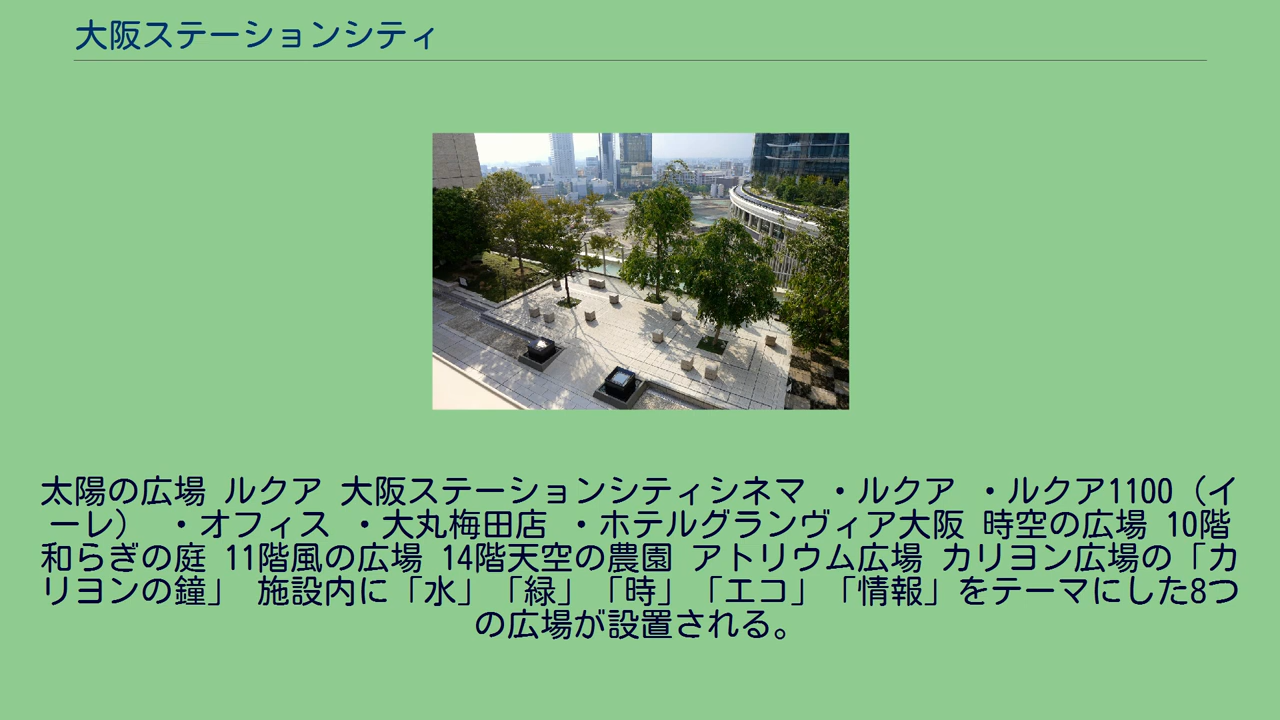 大阪ステーションシティ
太陽の広場 ルクア 大阪ステーションシティシネマ ・ルクア ・ルクア1100（イ
ーレ） ・オフィス ・大丸梅田店 ・ホテルグランヴィア大阪 時空の広場 10階
和らぎの庭 11階風の広場 14階天空の農園 アトリウム広場 カリヨン広場の「カ
リヨンの鐘」 施設内に「水」「緑」「時」「エコ」「情報」をテーマにした8つ
の広場が設置される。